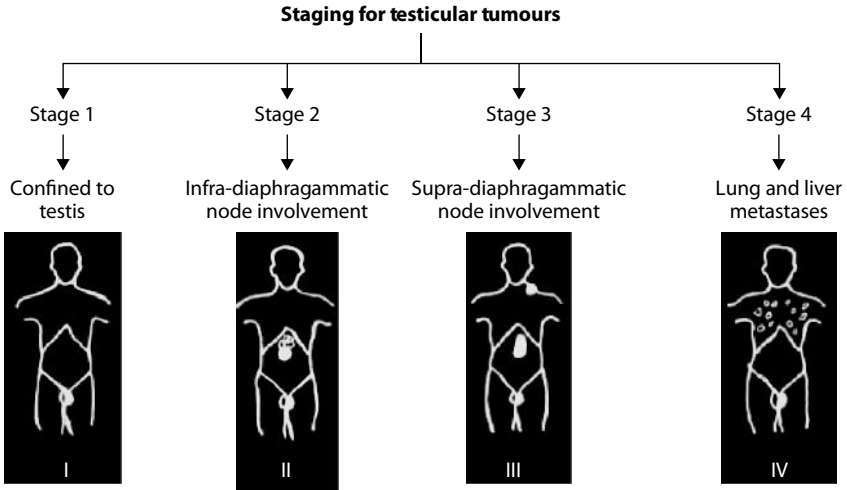 Staging for testicular tumours
Stage 1
Stage 2
Stage 3
Stage 4
Confined to
testis
Infra-diaphragammatic
node involvement
Supra-diaphragammatic
node involvement
Lung and liver
metastases
I
II
III
IV